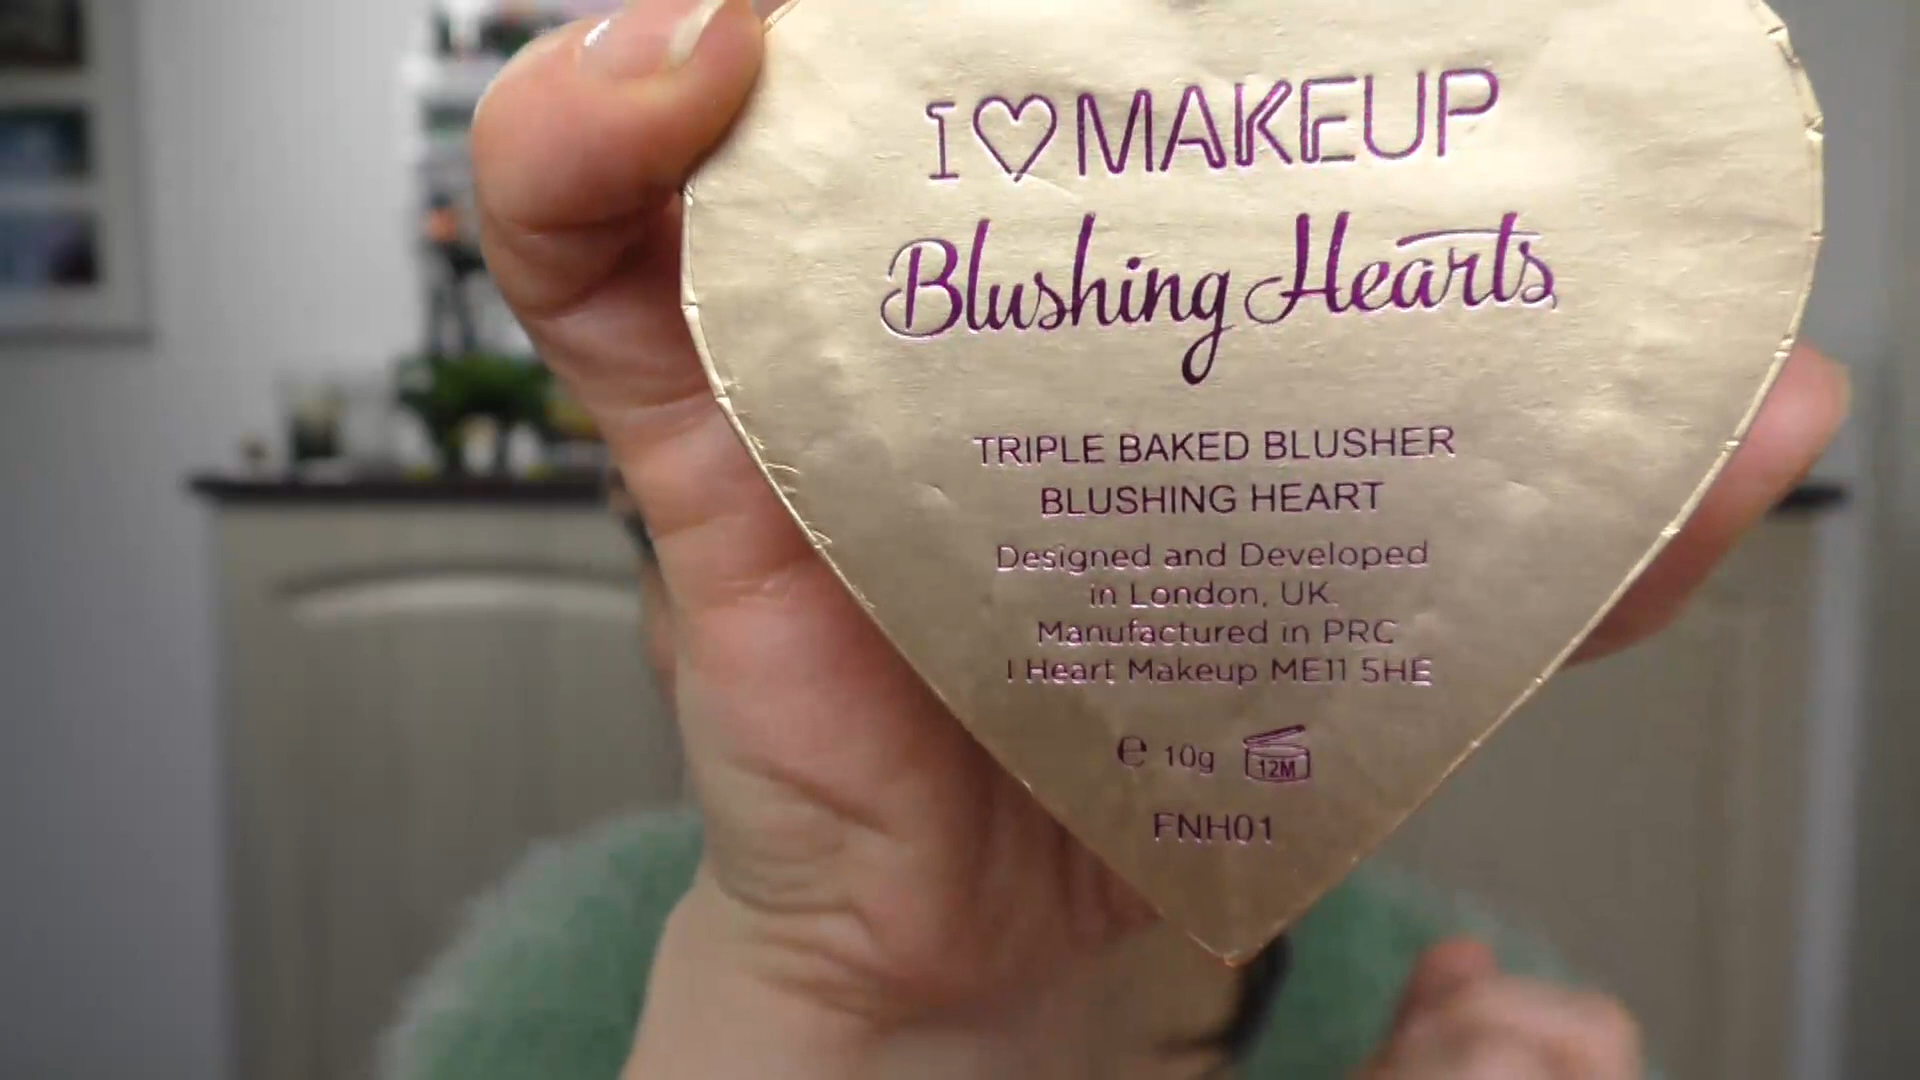 I ♡ MAKEUP
Blushing Hearts
TRIPLE BAKED BLUSHER
BLUSHING HEART
Designed and Developed
in London, UK.
Manufactured in PRC
I Heart Makeup ME11 5HE
℮ 10g 12M
FNH01